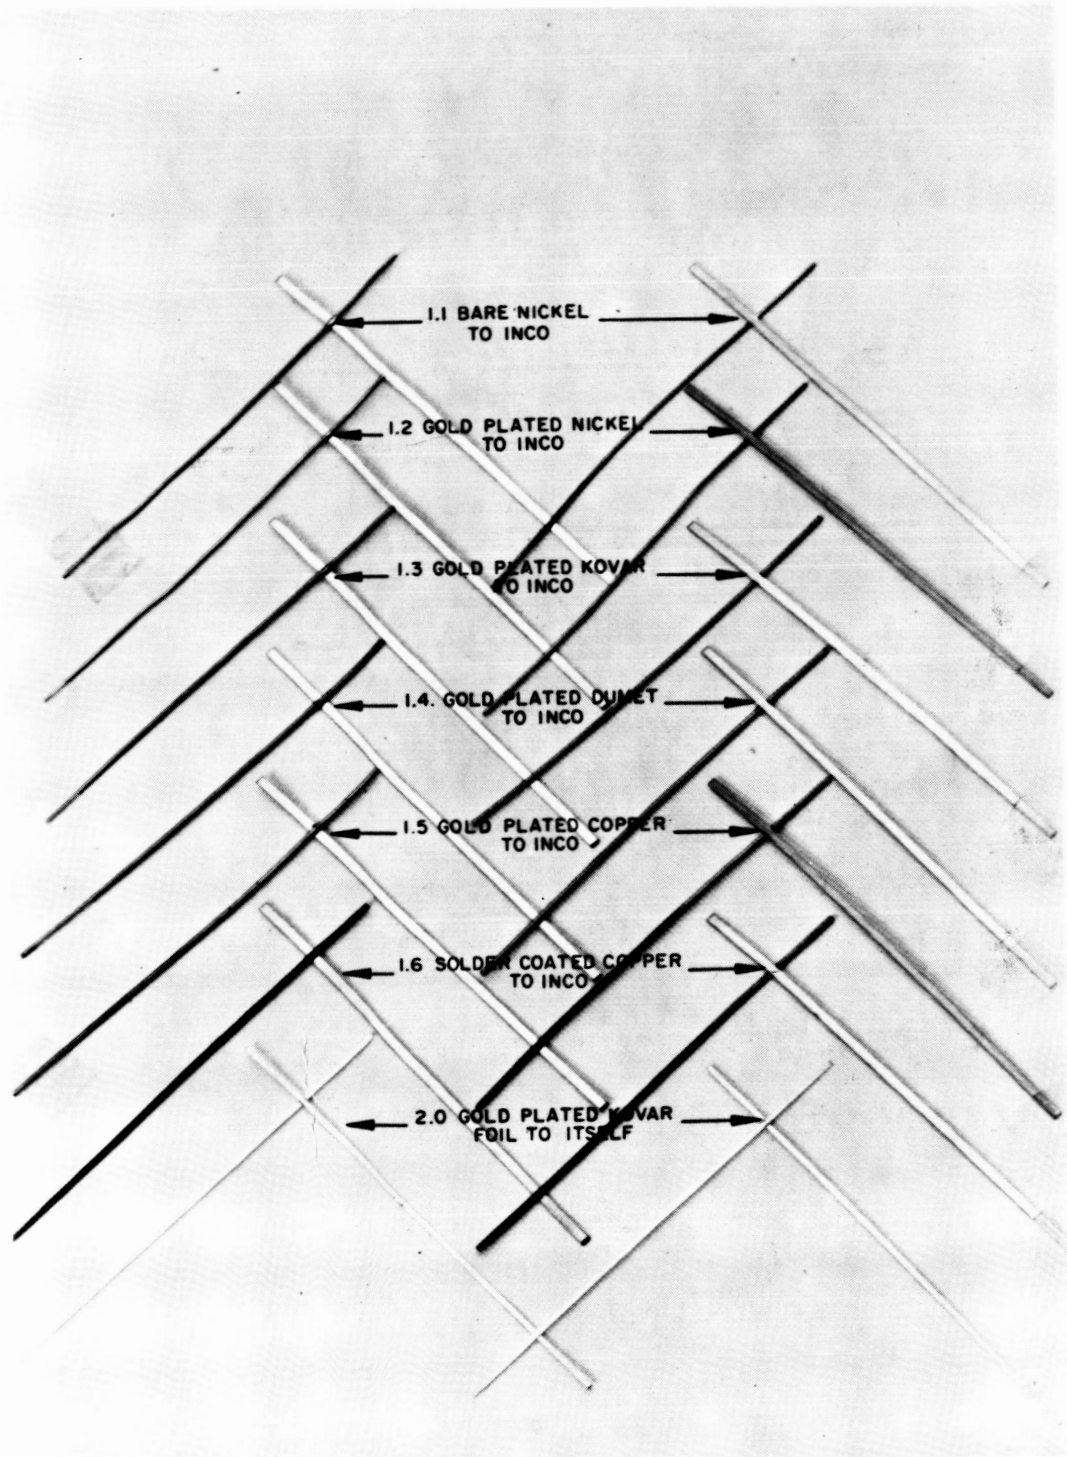 1.1 BARE NICKEL
TO INCO
1.2 GOLD PLATED NICKEL
TO INCO
1.3 GOLD PLATED KOVAR
TO INCO
1.4. GOLD PLATED DUMET
TO INCO
1.5 GOLD PLATED COPPER
TO INCO
1.6 SOLDER COATED COPPER
TO INCO
2.0 GOLD PLATED KOVAR
FOIL TO ITSELF